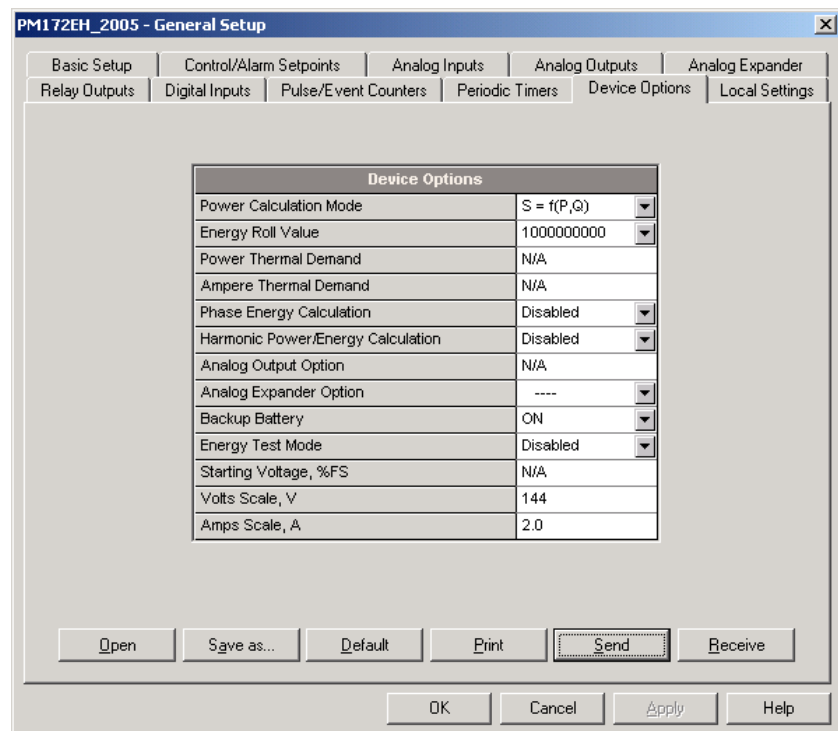 PM172EH_2005 - General Setup
Basic Setup Control/Alarm Setpoints Analog Inputs Analog Outputs Analog Expander
Relay Outputs Digital Inputs Pulse/Event Counters Periodic Timers Device Options Local Settings
Device Options
Power Calculation Mode S = f(P,Q)
Energy Roll Value 1000000000
Power Thermal Demand N/A
Ampere Thermal Demand N/A
Phase Energy Calculation Disabled
Harmonic Power/Energy Calculation Disabled
Analog Output Option N/A
Analog Expander Option ----
Backup Battery ON
Energy Test Mode Disabled
Starting Voltage, %FS N/A
Volts Scale, V 144
Amps Scale, A 2.0
Open Save as... Default Print Send Receive
OK Cancel Apply Help